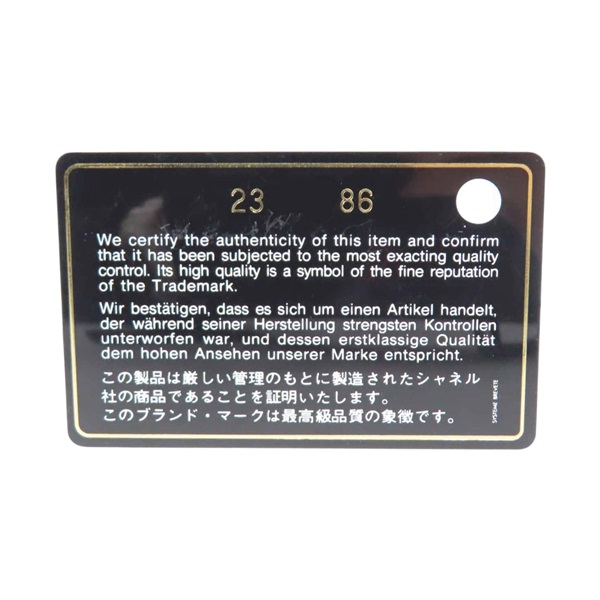 23 86
We certify the authenticity of this item and confirm
that it has been subjected to the most exacting quality
control. Its high quality is a symbol of the fine reputation
of the Trademark.
Wir bestätigen, dass es sich um einen Artikel handelt,
der während seiner Herstellung strengsten Kontrollen
unterworfen war, und dessen erstklassige Qualität
dem hohen Ansehen unserer Marke entspricht.
この製品は厳しい管理のもとに製造されたシャネル
社の商品であることを証明いたします。
このブランド・マークは最高級品質の象徴です。
SYSTEME BREVETE